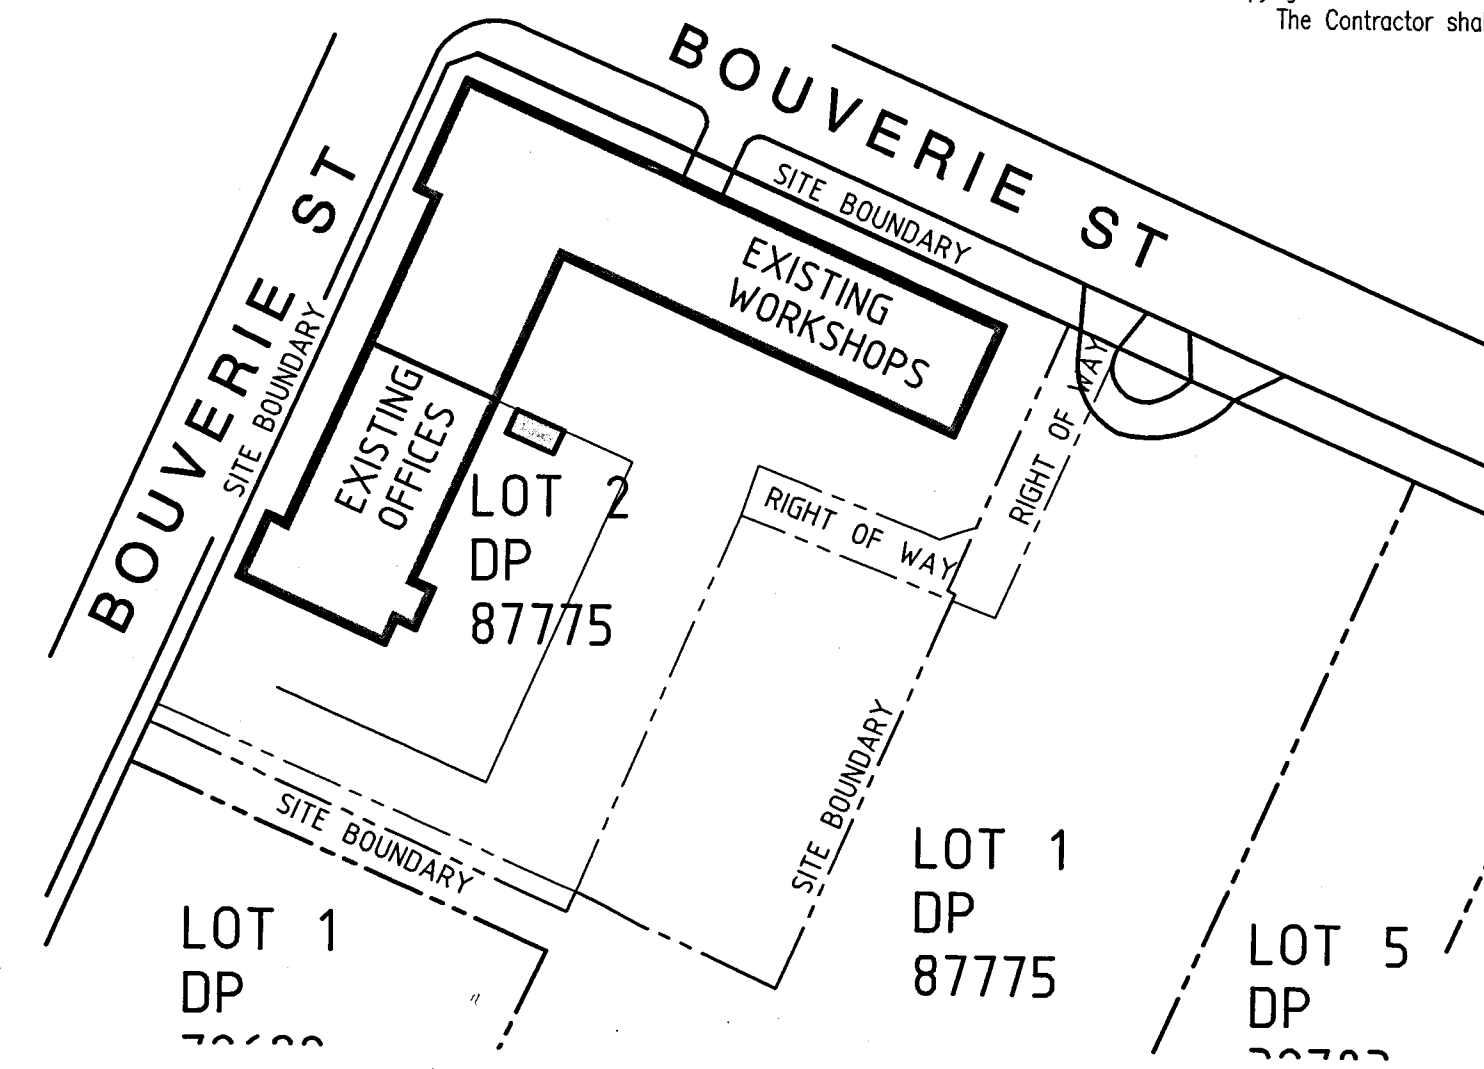 The Contractor
BOUVERIE ST
SITE BOUNDARY
BOUVERIE ST
SITE BOUNDARY
EXISTING
WORKSHOPS
EXISTING
OFFICES
RIGHT OF WAY
RIGHT OF WAY
LOT 2
DP
87775
SITE BOUNDARY
SITE BOUNDARY
LOT 1
DP
87775
LOT 1
DP
LOT 5
DP